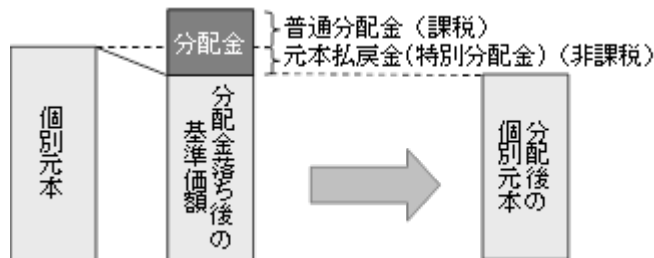 普通分配金（課税）
分配金
元本払戻金(特別分配金)（非課税）
個別元本
分配金落ち後の
基準価額
分配後の
個別元本